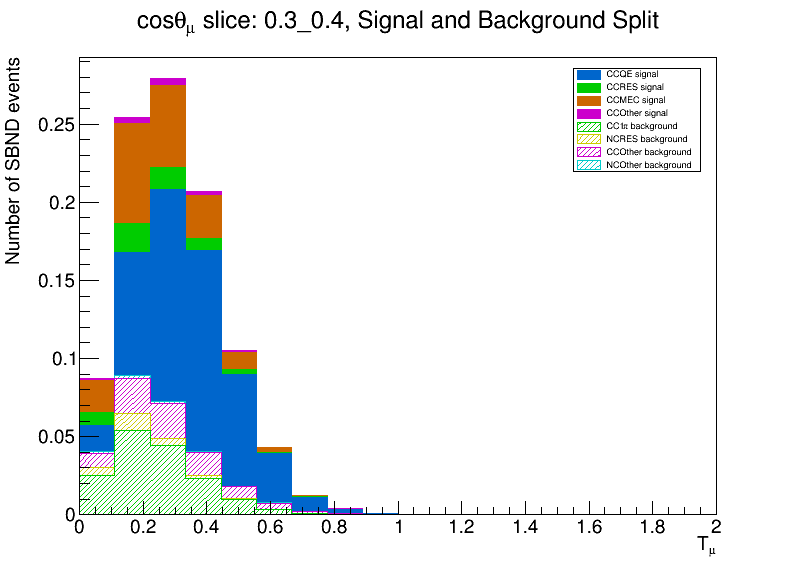 cosθμ slice: 0.3_0.4, Signal and Background Split
Number of SBND events
0.25
0.2
0.15
0.1
0.05
0
CCQE signal
CCRES signal
CCMEC signal
CCOther signal
CC1π background
NCRES background
CCOther background
NCOther background
0 0.2 0.4 0.6 0.8 1 1.2 1.4 1.6 1.8 2
Tμ